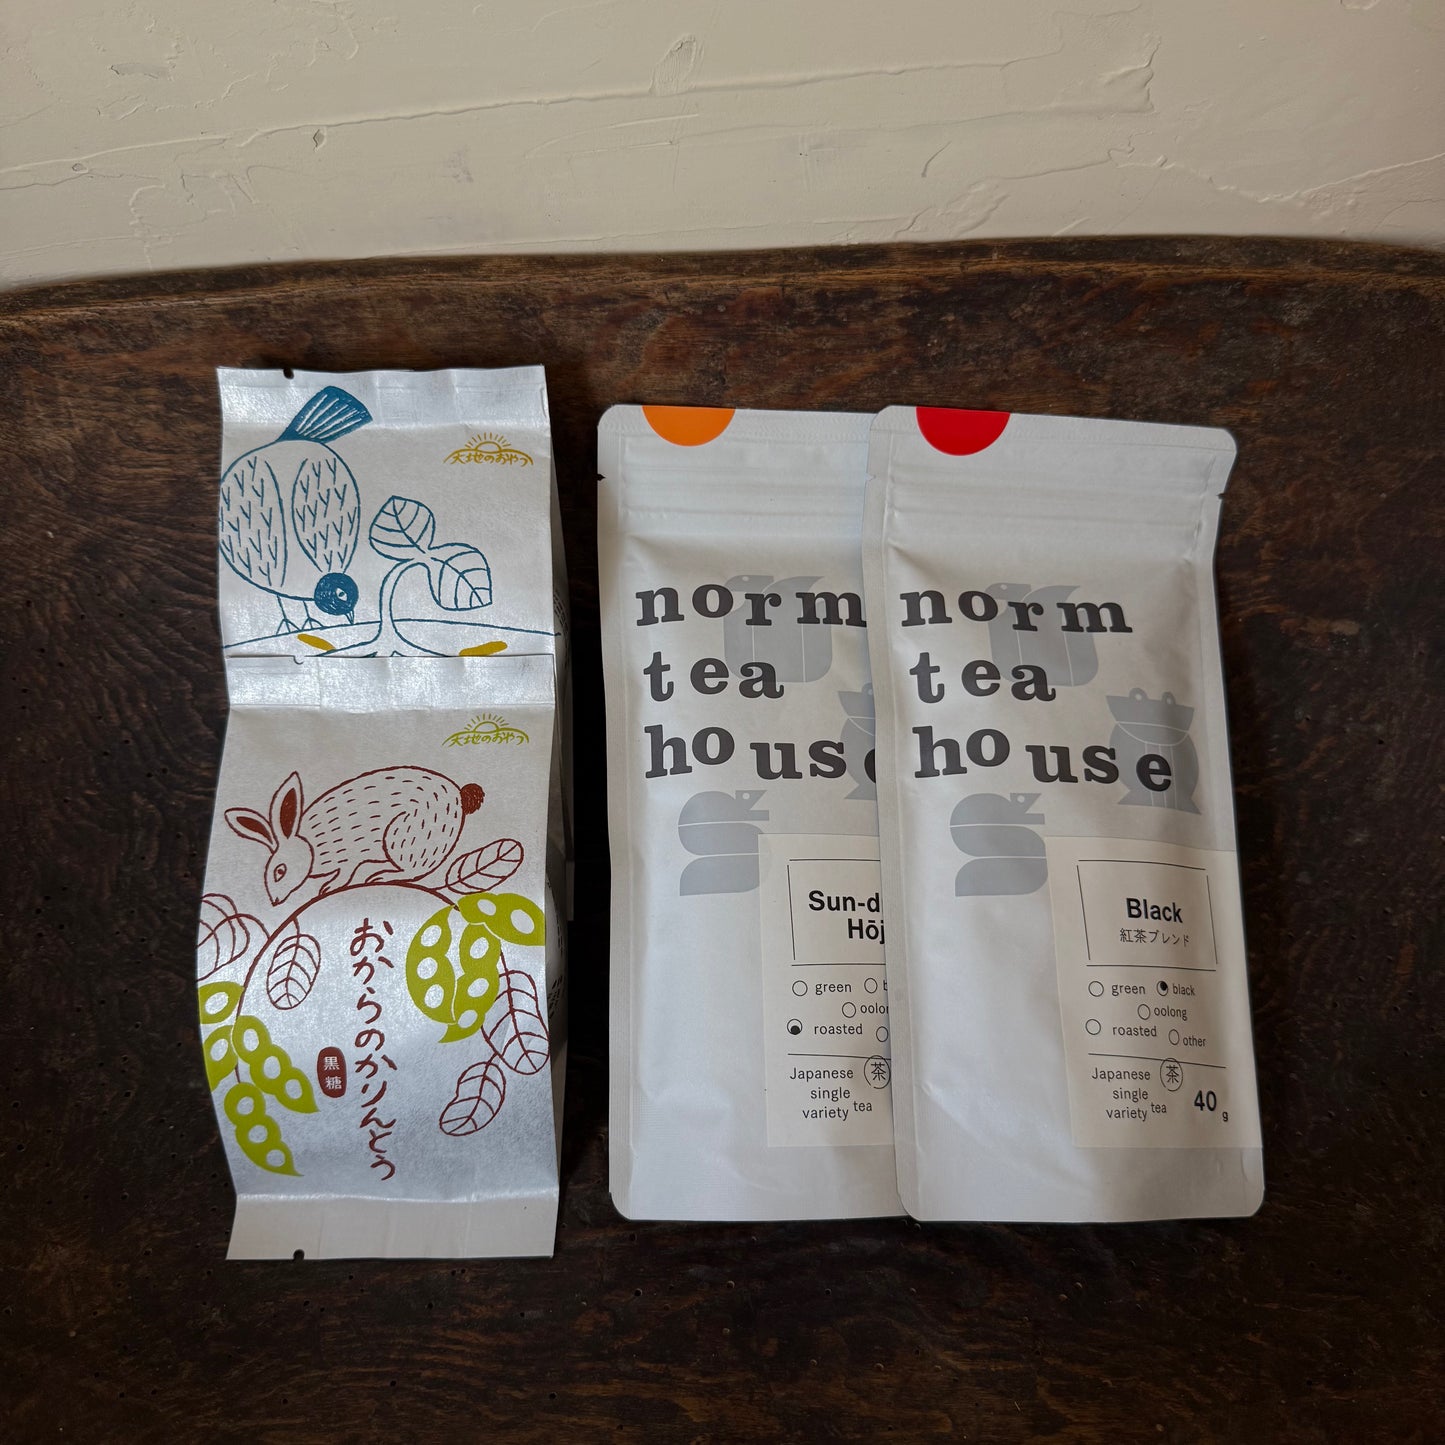 天地のおやつ
天地のおやつ
おからのかりんとう
黒糖
norm
tea
house
Sun-d
Hōj
green
roasted
Japanese 茶
single
variety tea
norm
tea
house
Black
紅茶ブレンド
green black
oolong
roasted other
Japanese 茶
single
variety tea
40 g